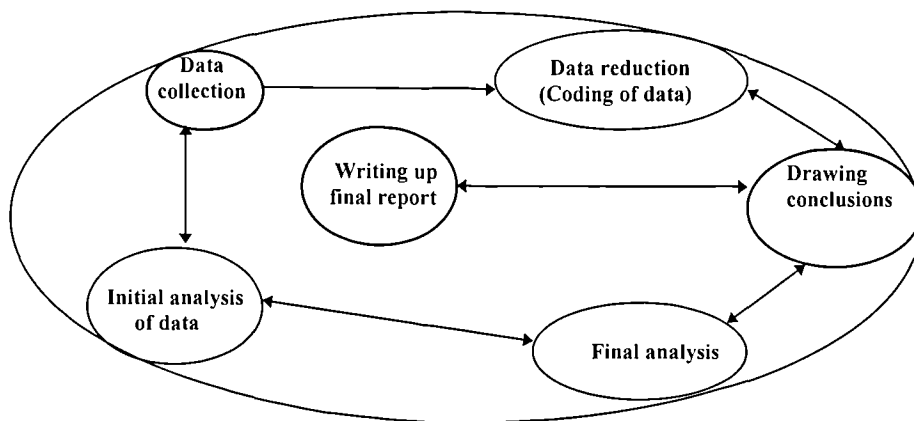 Data
collection
Data reduction
(Coding of data)
Writing up
final report
Drawing
conclusions
Initial analysis
of data
Final analysis